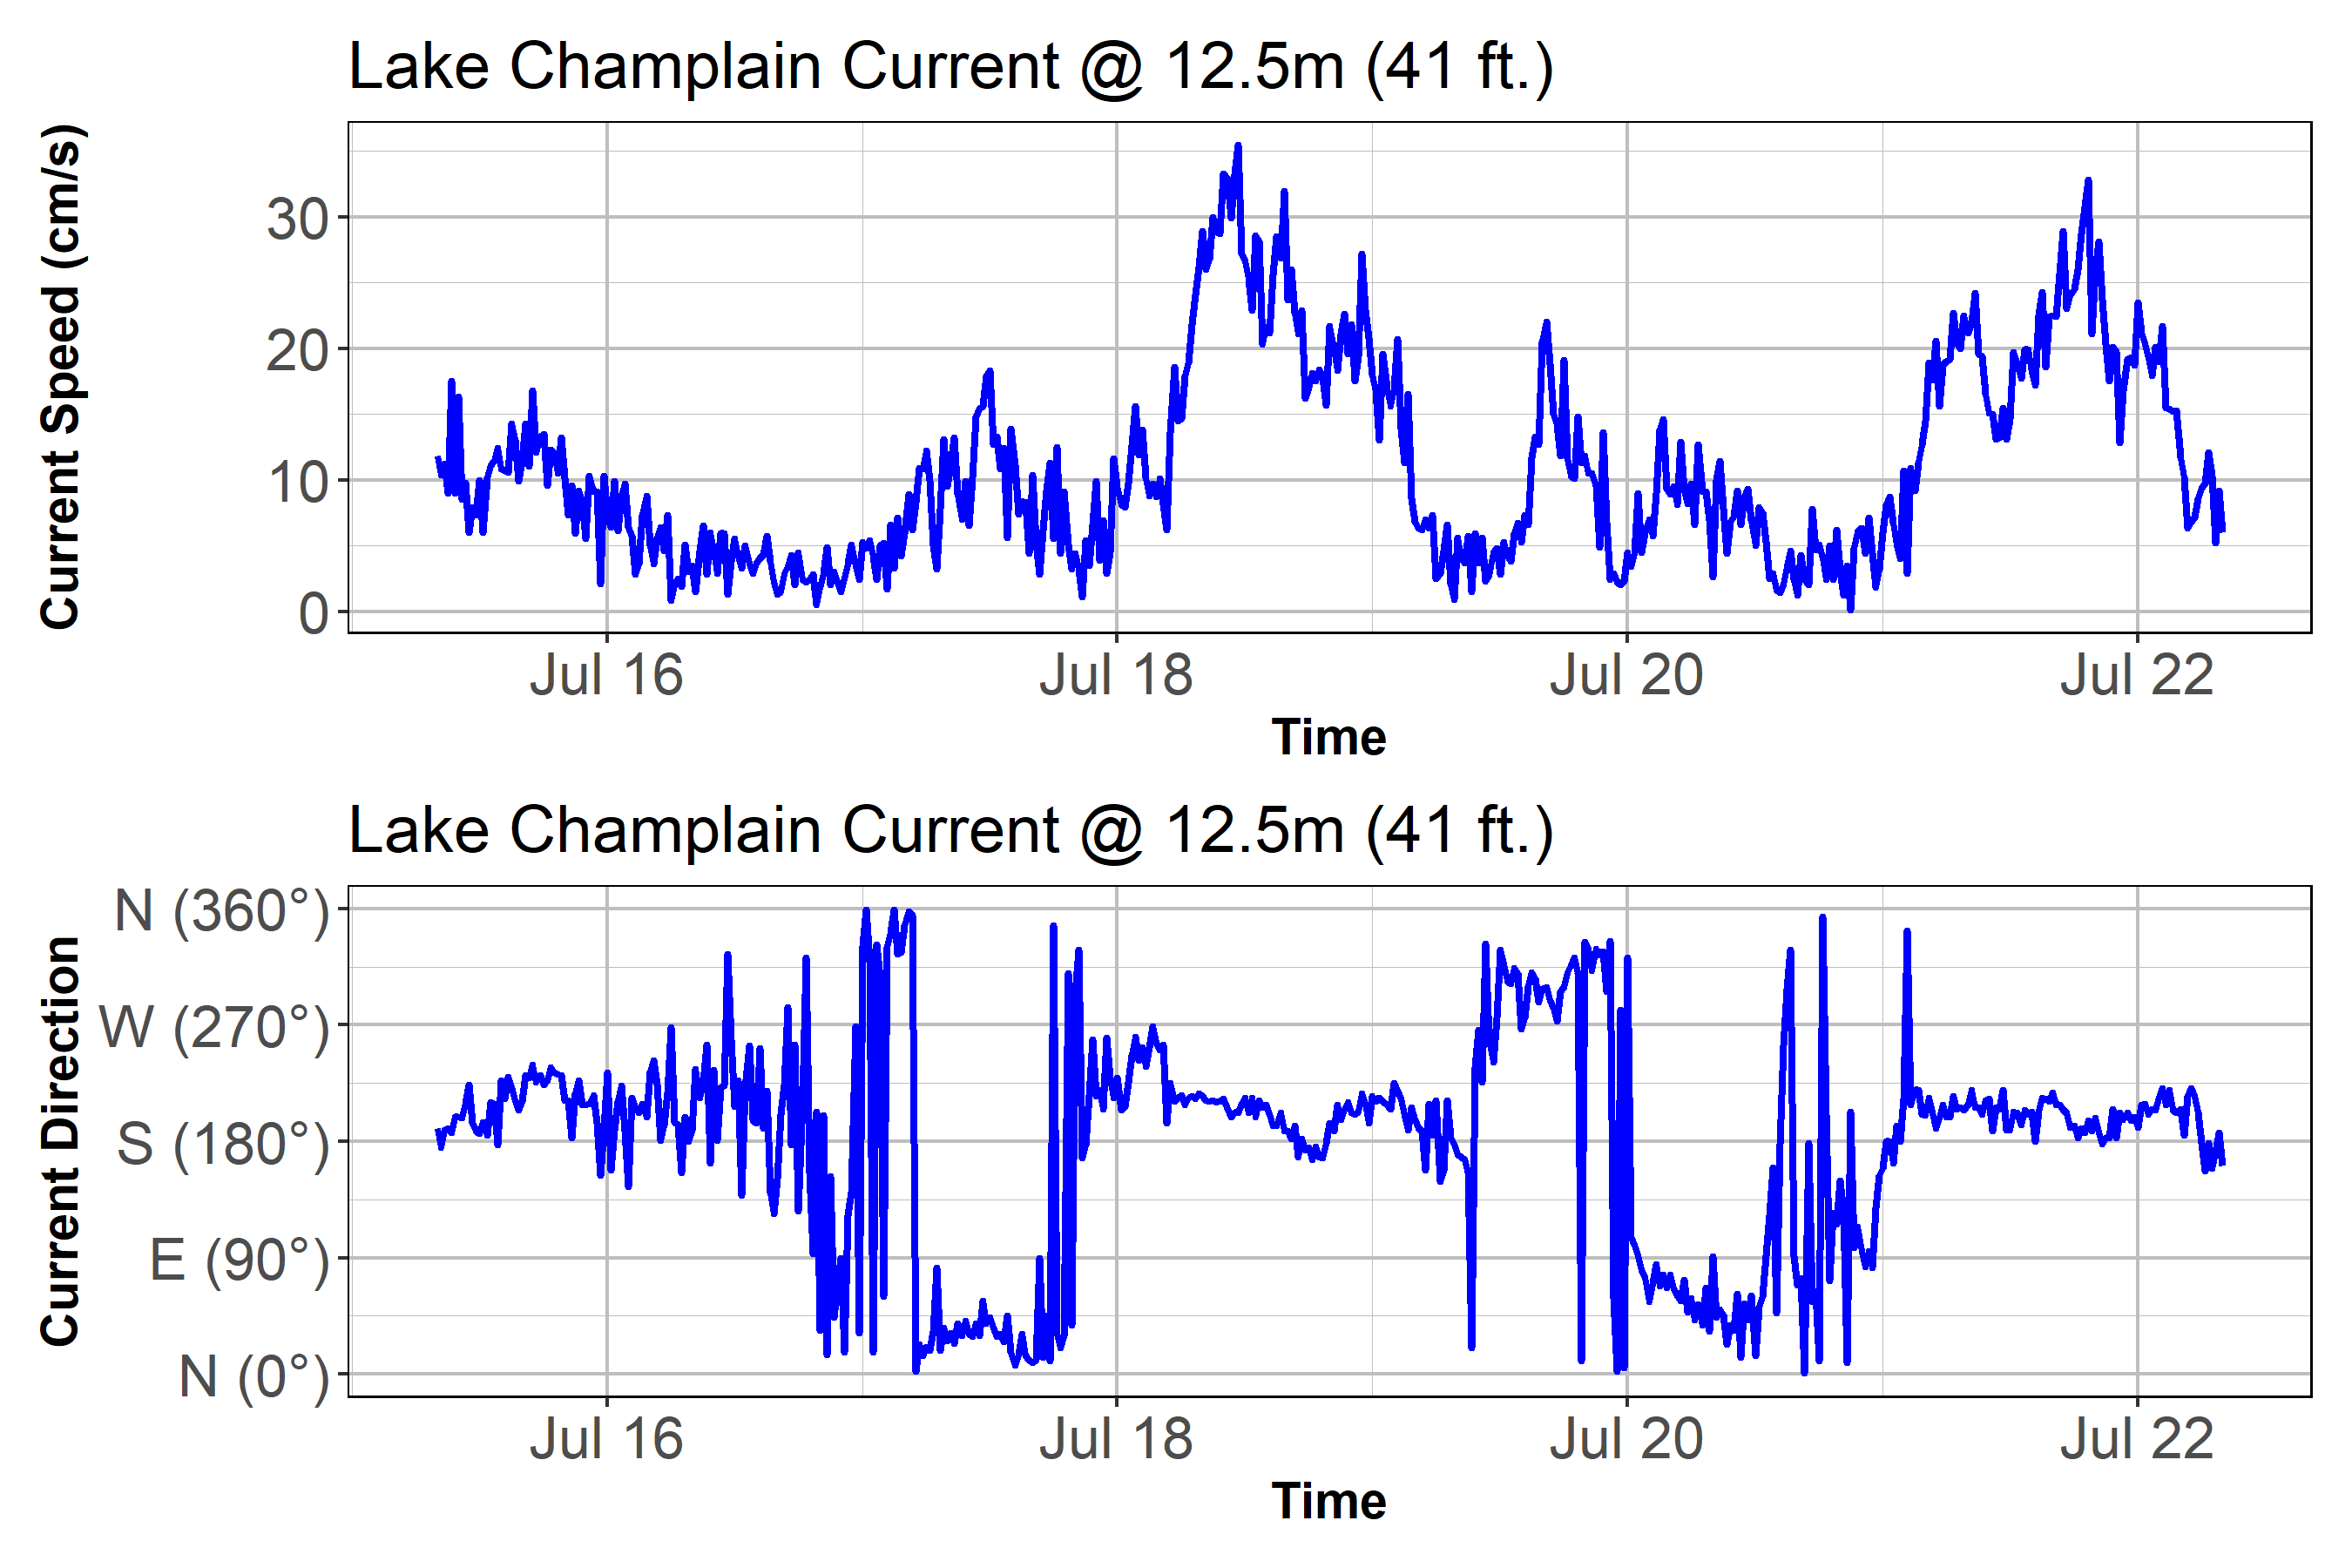 Lake Champlain Current @ 12.5m (41 ft.)
Current Speed (cm/s)
30
20
10
0
Jul 16 Jul 18 Jul 20 Jul 22
Time
Lake Champlain Current @ 12.5m (41 ft.)
Current Direction
N (360°)
W (270°)
S (180°)
E (90°)
N (0°)
Jul 16 Jul 18 Jul 20 Jul 22
Time